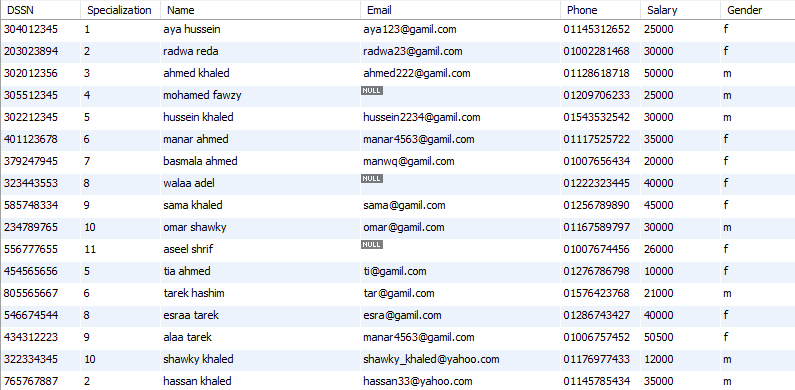 DSSN Specialization Name Email Phone Salary Gender
304012345 1 aya hussein aya123@gamil.com 01145312652 25000 f
203023894 2 radwa reda radwa23@gamil.com 01002281468 30000 f
302012356 3 ahmed khaled ahmed222@gamil.com 01128618718 50000 m
305512345 4 mohamed fawzy NULL 01209706233 25000 m
302212345 5 hussein khaled hussein2234@gamil.com 01543532542 30000 m
401123678 6 manar ahmed manar4563@gamil.com 01117525722 35000 f
379247945 7 basmala ahmed manwq@gamil.com 01007656434 20000 f
323443553 8 walaa adel NULL 01222323445 40000 f
585748334 9 sama khaled sama@gamil.com 01256789890 45000 f
234789765 10 omar shawky omar@gamil.com 01167589797 30000 m
556777655 11 aseel shrif NULL 01007674456 26000 f
454565656 5 tia ahmed ti@gamil.com 01276786798 10000 f
805565667 6 tarek hashim tar@gamil.com 01576423768 21000 m
546674544 8 esraa tarek esra@gamil.com 01286743427 40000 f
434312223 9 alaa tarek manar4563@gamil.com 01006757452 50500 f
322334345 10 shawky khaled shawky_khaled@yahoo.com 01176977433 12000 m
765767887 2 hassan khaled hassan33@yahoo.com 01145785434 35000 m